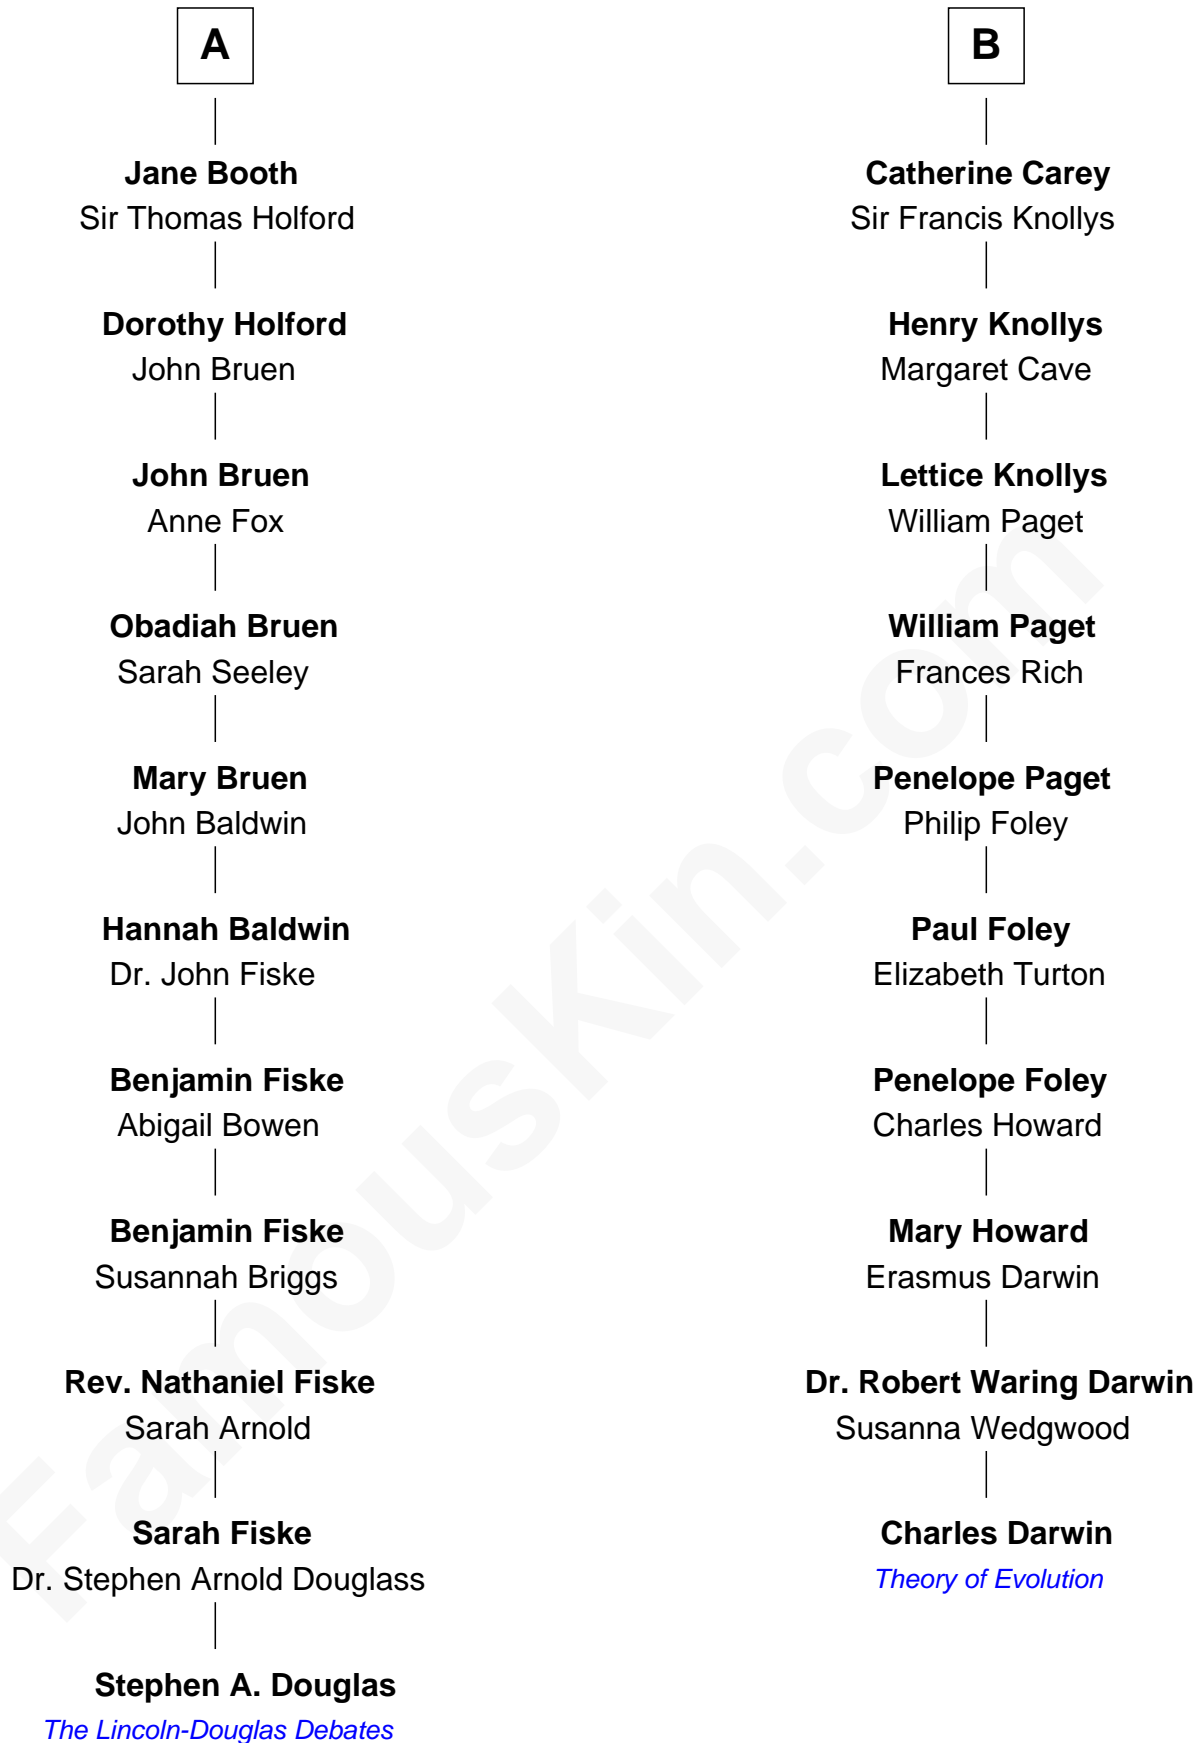 A
Jane Booth
Sir Thomas Holford
Dorothy Holford
John Bruen
John Bruen
Anne Fox
Obadiah Bruen
Sarah Seeley
Mary Bruen
John Baldwin
Hannah Baldwin
Dr. John Fiske
Benjamin Fiske
Abigail Bowen
Benjamin Fiske
Susannah Briggs
Rev. Nathaniel Fiske
Sarah Arnold
Sarah Fiske
Dr. Stephen Arnold Douglass
Stephen A. Douglas
The Lincoln-Douglas Debates
B
Catherine Carey
Sir Francis Knollys
Henry Knollys
Margaret Cave
Lettice Knollys
William Paget
William Paget
Frances Rich
Penelope Paget
Philip Foley
Paul Foley
Elizabeth Turton
Penelope Foley
Charles Howard
Mary Howard
Erasmus Darwin
Dr. Robert Waring Darwin
Susanna Wedgwood
Charles Darwin
Theory of Evolution
FamousKin.com